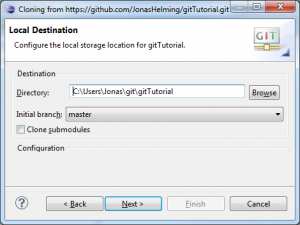 Cloning from https://github.com/JonasHelming/gitTutorial.git
Local Destination
Configure the local storage location for gitTutorial.
GIT
Destination
Directory: C:\Users\Jonas\git\gitTutorial Browse
Initial branch: master
Clone submodules
Configuration
? < Back Next > Finish Cancel